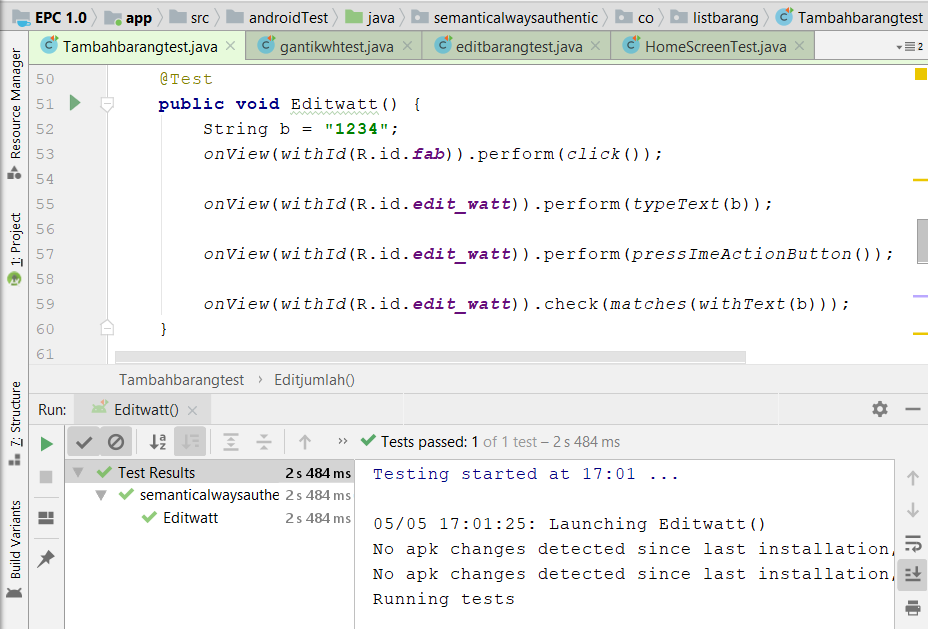 EPC 1.0 app src androidTest java semanticalwaysauthentic co listbarang Tambahbarangtest
Tambahbarangtest.java gantikwhtest.java editbarangtest.java HomeScreenTest.java 2
Resource Manager
1: Project
7: Structure
Build Variants
50 @Test
51 public void Editwatt() {
52 String b = "1234";
53 onView(withId(R.id.fab)).perform(click());
54
55 onView(withId(R.id.edit_watt)).perform(typeText(b));
56
57 onView(withId(R.id.edit_watt)).perform(pressImeActionButton());
58
59 onView(withId(R.id.edit_watt)).check(matches(withText(b)));
60 }
61
Tambahbarangtest › Editjumlah()
Run: Editwatt()
›› Tests passed: 1 of 1 test – 2 s 484 ms
Test Results 2 s 484 ms
semanticalwaysauthe 2 s 484 ms
Editwatt 2 s 484 ms
Testing started at 17:01 ...
05/05 17:01:25: Launching Editwatt()
No apk changes detected since last installation,
No apk changes detected since last installation,
Running tests